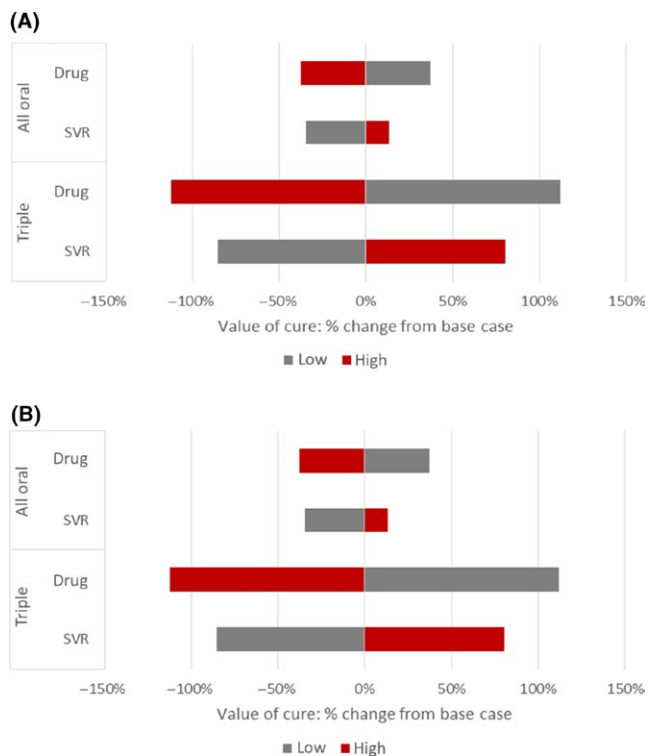 (A)
All oral
Drug
SVR
Triple
Drug
SVR
−150% −100% −50% 0% 50% 100% 150%
Value of cure: % change from base case
Low High
(B)
All oral
Drug
SVR
Triple
Drug
SVR
−150% −100% −50% 0% 50% 100% 150%
Value of cure: % change from base case
Low High